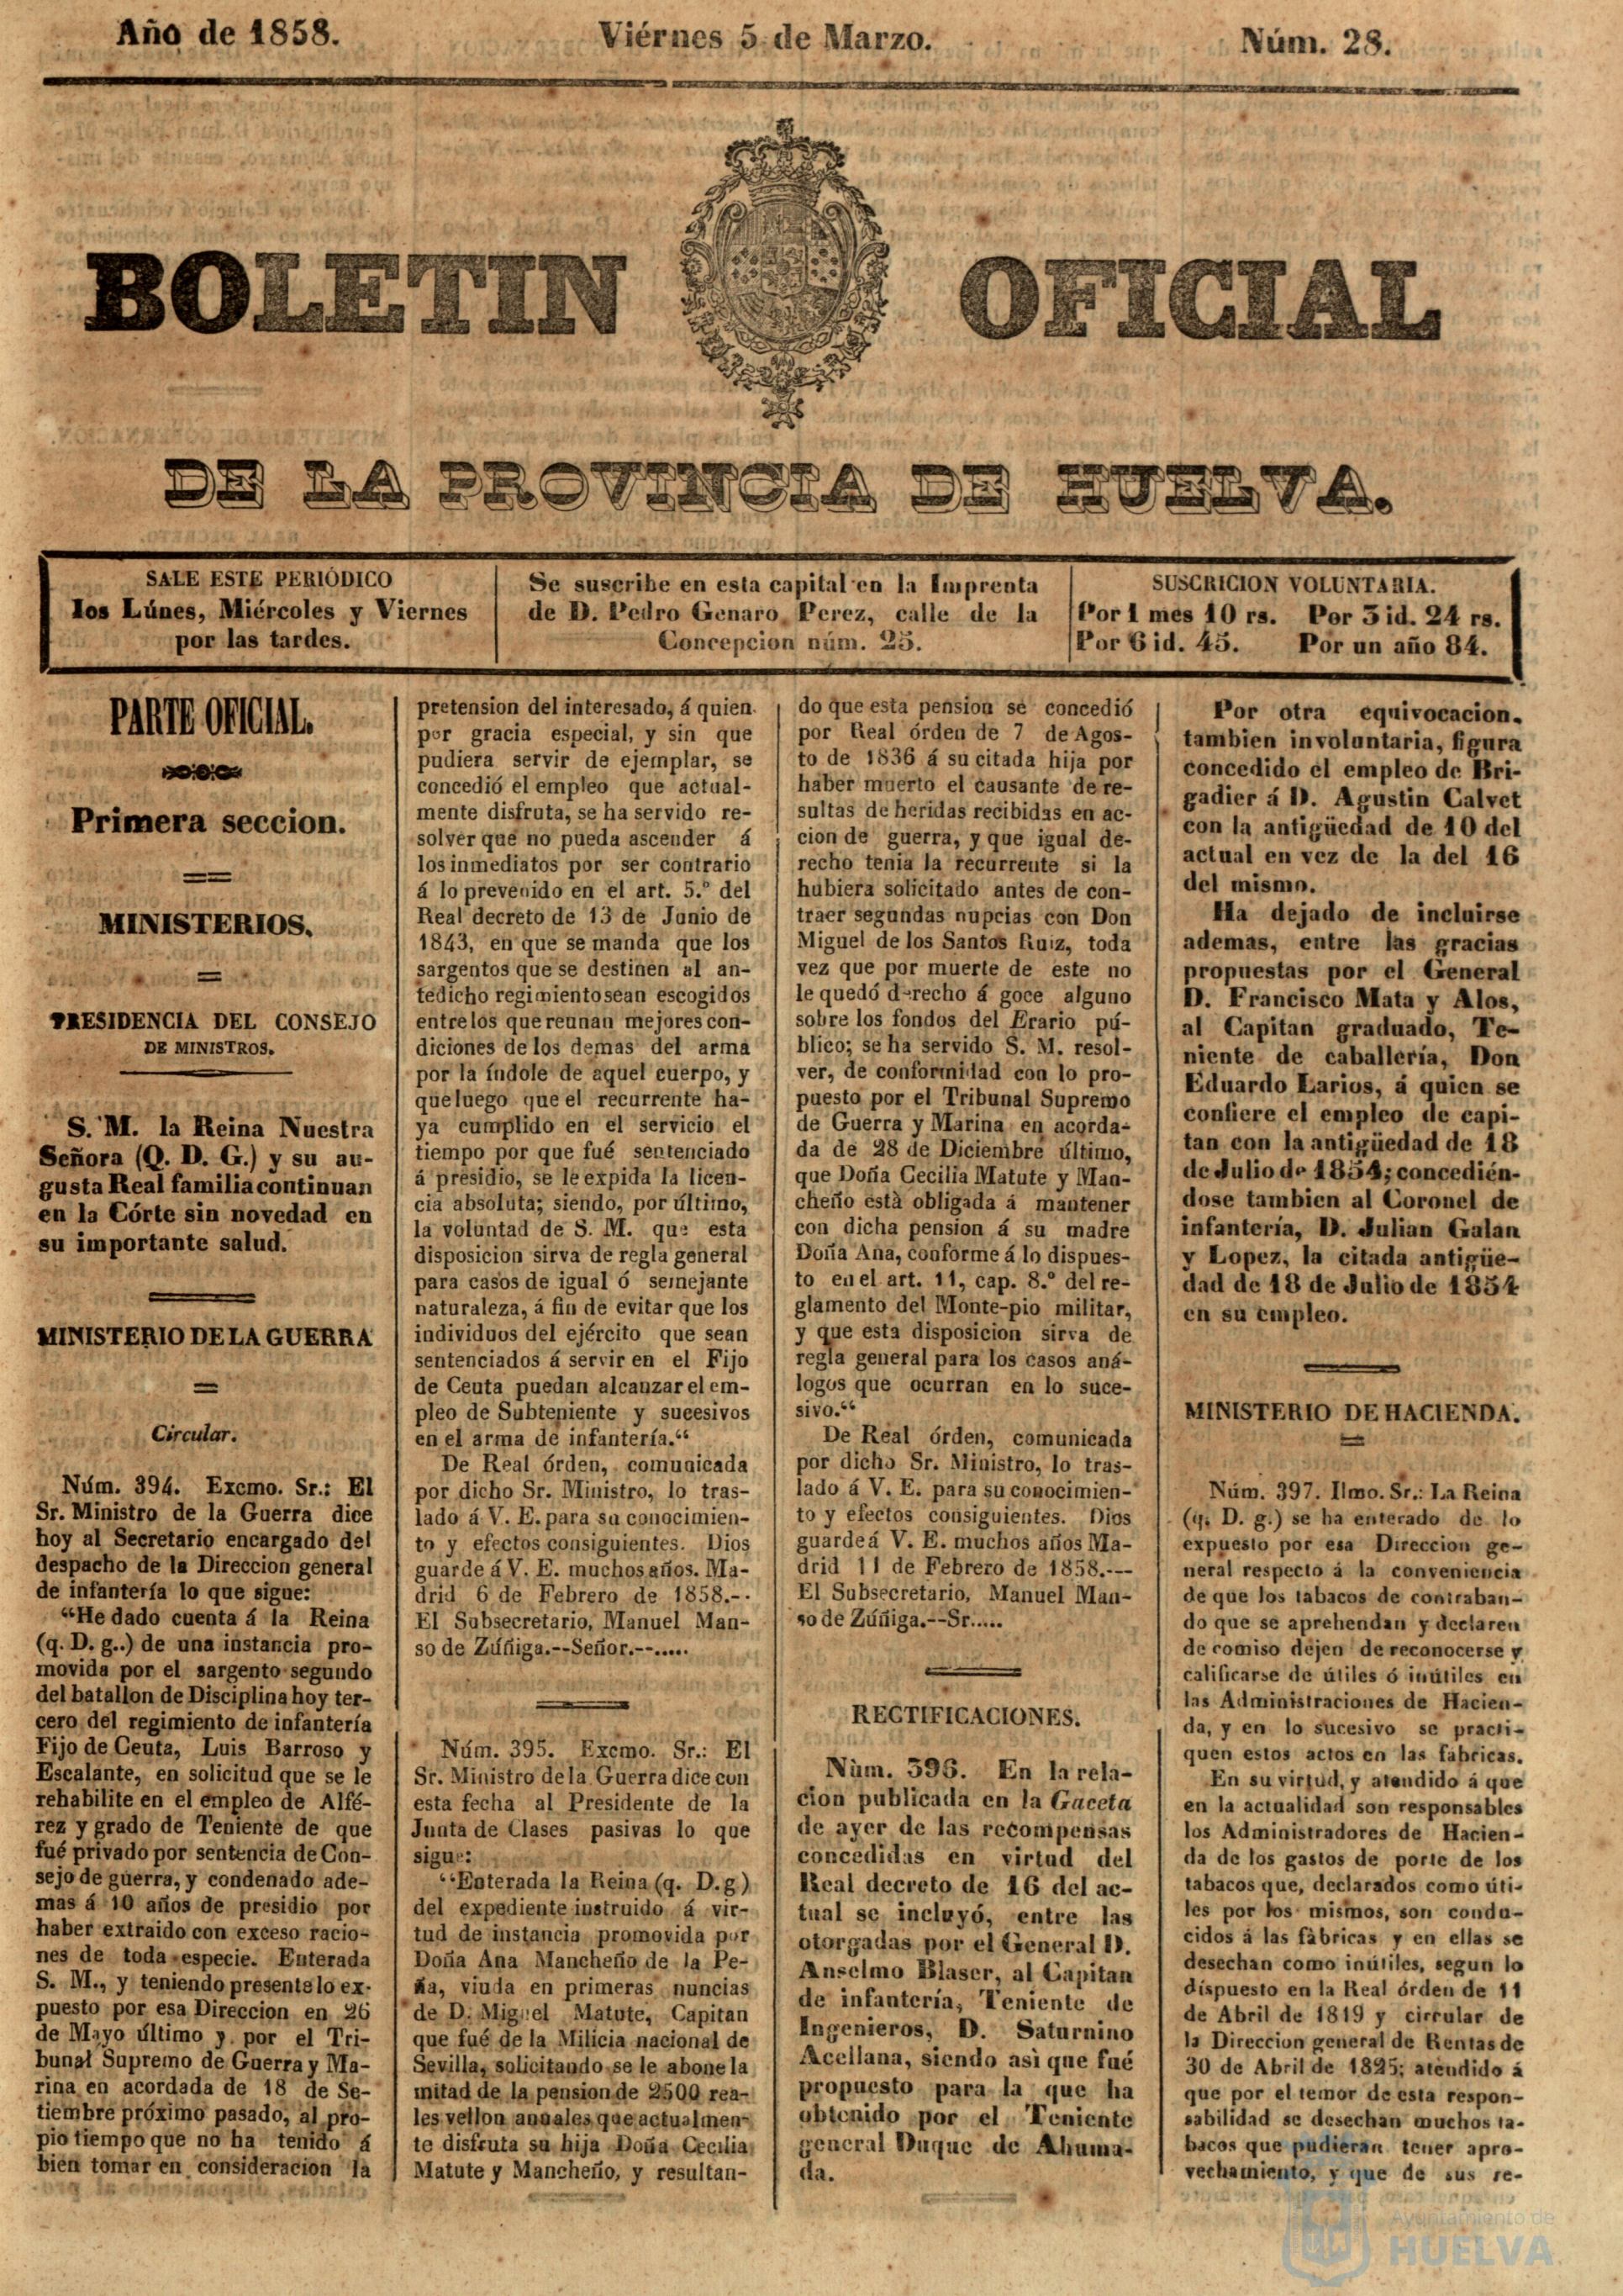 Año de 1858.
Viérnes 5 de Marzo.
Núm. 28.
BOLETIN OFICIAL
DE LA PROVINCIA DE HUELVA.
SALE ESTE PERIÓDICO
los Lúnes, Miércoles y Viernes
por las tardes.
Se suscribe en esta capital en la Imprenta
de D. Pedro Genaro Perez, calle de la
Concepcion núm. 25.
SUSCRICION VOLUNTARIA.
Por 1 mes 10 rs. Por 3 id. 24 rs.
Por 6 id. 45. Por un año 84.
PARTE OFICIAL.
Primera seccion.
MINISTERIOS.
PRESIDENCIA DEL CONSEJO
DE MINISTROS.
S. M. la Reina Nuestra
Señora (Q. D. G.) y su au-
gusta Real familia continuan
en la Córte sin novedad en
su importante salud.
MINISTERIO DE LA GUERRA
Circular.
Núm. 394. Excmo. Sr.: El
Sr. Ministro de la Guerra dice
hoy al Secretario encargado del
despacho de la Direccion general
de infantería lo que sigue:
“He dado cuenta á la Reina
(q. D. g..) de una instancia pro-
movida por el sargento segundo
del batallon de Disciplina hoy ter-
cero del regimiento de infantería
Fijo de Ceuta, Luis Barroso y
Escalante, en solicitud que se le
rehabilite en el empleo de Alfé-
rez y grado de Teniente de que
fué privado por sentencia de Con-
sejo de guerra, y condenado ade-
mas á 10 años de presidio por
haber extraido con exceso racio-
nes de toda especie. Enterada
S. M., y teniendo presente lo ex-
puesto por esa Direccion en 26
de Mayo último y por el Tri-
bunal Supremo de Guerra y Ma-
rina en acordada de 18 de Se-
tiembre próximo pasado, al pro-
pio tiempo que no ha tenido á
bien tomar en consideracion la
pretension del interesado, á quien
por gracia especial, y sin que
pudiera servir de ejemplar, se
concedió el empleo que actual-
mente disfruta, se ha servido re-
solver que no pueda ascender á
los inmediatos por ser contrario
á lo prevenido en el art. 5.º del
Real decreto de 13 de Junio de
1843, en que se manda que los
sargentos que se destinen al an-
tedicho regimiento sean escogidos
entre los que reunan mejores con-
diciones de los demas del arma
por la índole de aquel cuerpo, y
que luego que el recurrente ha-
ya cumplido en el servicio el
tiempo por que fué sentenciado
á presidio, se le expida la licen-
cia absoluta; siendo, por último,
la voluntad de S. M. que esta
disposicion sirva de regla general
para casos de igual ó semejante
naturaleza, á fin de evitar que los
individuos del ejército que sean
sentenciados á servir en el Fijo
de Ceuta puedan alcanzar el em-
pleo de Subteniente y sucesivos
en el arma de infantería.“
De Real órden, comunicada
por dicho Sr. Ministro, lo tras-
lado á V. E. para su conocimien-
to y efectos consiguientes. Dios
guarde á V. E. muchos años. Ma-
drid 6 de Febrero de 1858.--
El Subsecretario, Manuel Man-
so de Zúñiga.--Señor.--.....
Núm. 395. Excmo. Sr.: El
Sr. Ministro de la Guerra dice con
esta fecha al Presidente de la
Junta de Clases pasivas lo que
sigue:
“Enterada la Reina (q. D. g)
del expediente instruido á vir-
tud de instancia promovida por
Doña Ana Mancheño de la Pe-
ña, viuda en primeras nuncias
de D. Miguel Matute, Capitan
que fué de la Milicia nacional de
Sevilla, solicitando se le abone la
mitad de la pension de 2500 rea-
les vellon anuales que actualmen-
te disfruta su hija Doña Cecilia
Matute y Mancheño, y resultan-
do que esta pension se concedió
por Real órden de 7 de Agos-
to de 1836 á su citada hija por
haber muerto el causante de re-
sultas de heridas recibidas en ac-
cion de guerra, y que igual de-
recho tenia la recurrente si la
hubiera solicitado antes de con-
traer segundas nupcias con Don
Miguel de los Santos Ruiz, toda
vez que por muerte de este no
le quedó derecho á goce alguno
sobre los fondos del Erario pú-
blico; se ha servido S. M. resol-
ver, de conformidad con lo pro-
puesto por el Tribunal Supremo
de Guerra y Marina en acorda-
da de 28 de Diciembre último,
que Doña Cecilia Matute y Man-
cheño està obligada á mantener
con dicha pension á su madre
Doña Ana, conforme á lo dispues-
to en el art. 11, cap. 8.º del re-
glamento del Monte-pio militar,
y que esta disposicion sirva de
regla general para los casos aná-
logos que ocurran en lo suce-
sivo.“
De Real órden, comunicada
por dicho Sr. Ministro, lo tras-
lado á V. E. para su conocimien-
to y efectos consiguientes. Dios
guarde á V. E. muchos años Ma-
drid 11 de Febrero de 1858.---
El Subsecretario, Manuel Man-
so de Zúñiga.--Sr.....
RECTIFICACIONES.
Nùm. 396. En la rela-
cion publicada en la Gaceta
de ayer de las recompensas
concedidas en virtud del
Real decreto de 16 del ac-
tual se incluyó, entre las
otorgadas por el General D.
Anselmo Blaser, al Capitan
de infantería, Teniente de
Ingenieros, D. Saturnino
Acellana, siendo asì que fué
propuesto para la que ha
obtenido por el Teniente
general Duque de Ahuma-
da.
Por otra equivocacion,
tambien involuntaria, figura
concedido el empleo de Bri-
gadier á D. Agustin Calvet
con la antigüedad de 10 del
actual en vez de la del 16
del mismo.
Ha dejado de incluirse
ademas, entre las gracias
propuestas por el General
D. Francisco Mata y Alos,
al Capitan graduado, Te-
niente de caballería, Don
Eduardo Larios, á quien se
confiere el empleo de capi-
tan con la antigüedad de 18
de Julio de 1854; concedién-
dose tambien al Coronel de
infantería, D. Julian Galan
y Lopez, la citada antigüe-
dad de 18 de Julio de 1854
en su empleo.
MINISTERIO DE HACIENDA.
Núm. 397. Ilmo. Sr.: La Reina
(q. D. g.) se ha enterado de lo
expuesto por esa Direccion ge-
neral respecto á la conveniencia
de que los tabacos de contraban-
do que se aprehendan y declaren
de comiso dejen de reconocerse y
calificarse de útiles ó inútiles en
las Administraciones de Hacien-
da, y en lo sucesivo se practi-
quen estos actos en las fábricas.
En su virtud, y atendido á que
en la actualidad son responsables
los Administradores de Hacien-
da de los gastos de porte de los
tabacos que, declarados como úti-
les por los mismos, son condu-
cidos á las fàbricas y en ellas se
desechan como inútiles, segun lo
dispuesto en la Real órden de 11
de Abril de 1819 y circular de
la Direccion general de Rentas de
30 de Abril de 1825; atendido á
que por el temor de esta respon-
sabilidad se desechan muchos ta-
bacos que pudieran tener apro-
vechamiento, y que de sus re-
Ayuntamiento de
HUELVA